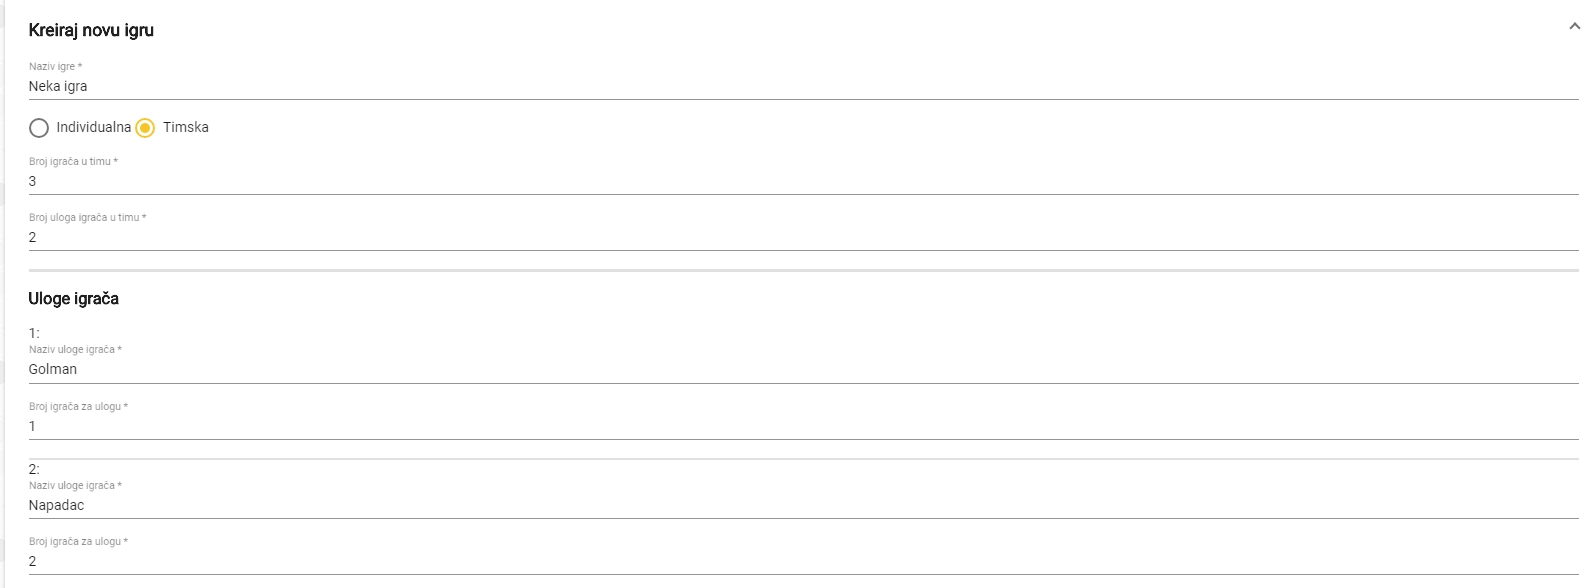 Kreiraj novu igru
Naziv igre *
Neka igra
Individualna Timska
Broj igrača u timu *
3
Broj uloga igrača u timu *
2
Uloge igrača
1:
Naziv uloge igrača *
Golman
Broj igrača za ulogu *
1
2:
Naziv uloge igrača *
Napadac
Broj igrača za ulogu *
2